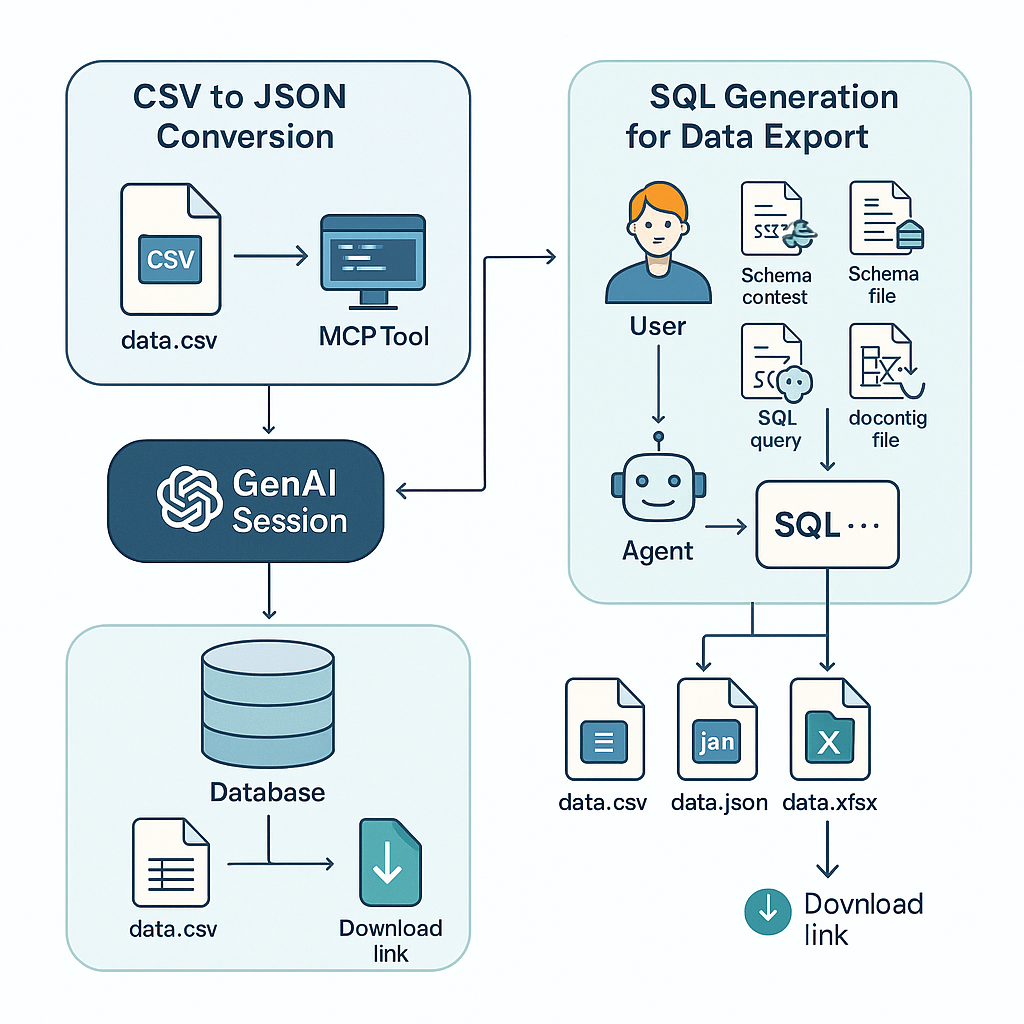 CSV to JSON
Conversion
CSV
data.csv
MCP Tool
GenAI
Session
Database
data.csv
Download
link
SQL Generation
for Data Export
User
Schema
contest
Schema
file
SQL
query
docontig
file
Agent
SQL ···
jan
X
data.csv
data.json
data.xfsx
Dovnload
link